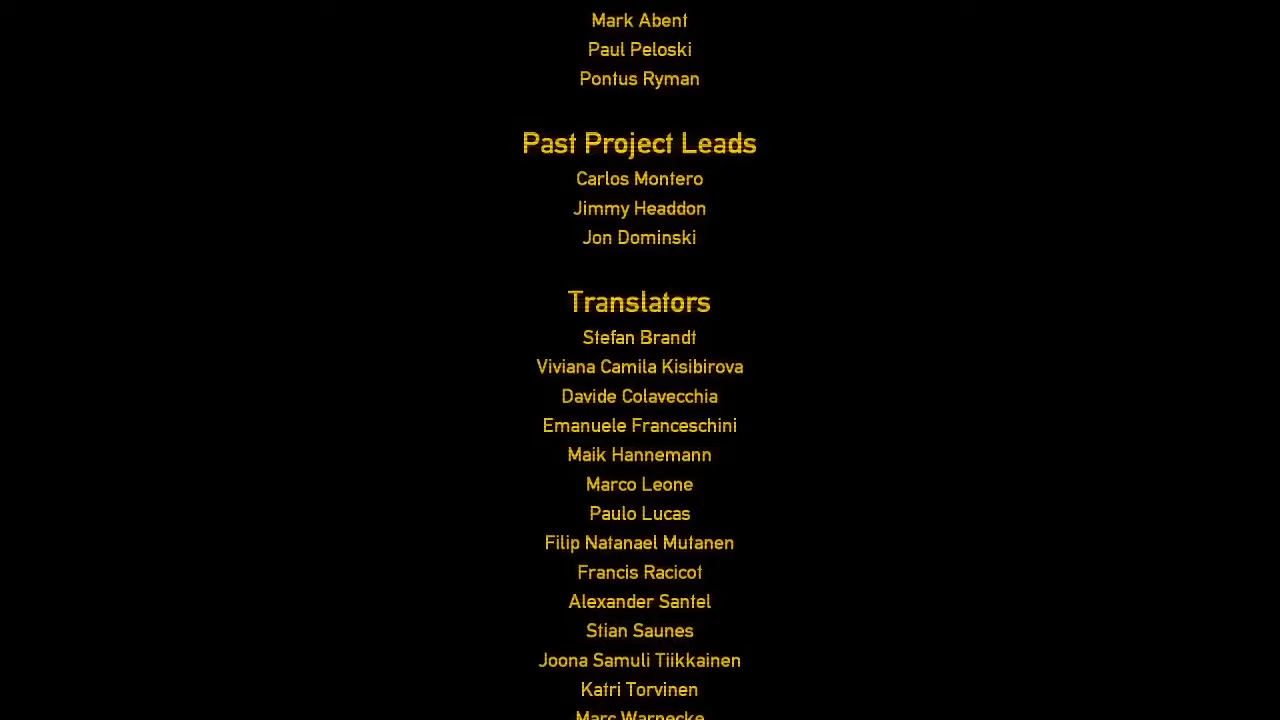 Mark Abent
Paul Peloski
Pontus Ryman
Past Project Leads
Carlos Montero
Jimmy Headdon
Jon Dominski
Translators
Stefan Brandt
Viviana Camila Kisibirova
Davide Colavecchia
Emanuele Franceschini
Maik Hannemann
Marco Leone
Paulo Lucas
Filip Natanael Mutanen
Francis Racicot
Alexander Santel
Stian Saunes
Joona Samuli Tiikkainen
Katri Torvinen
Marc Warnecke